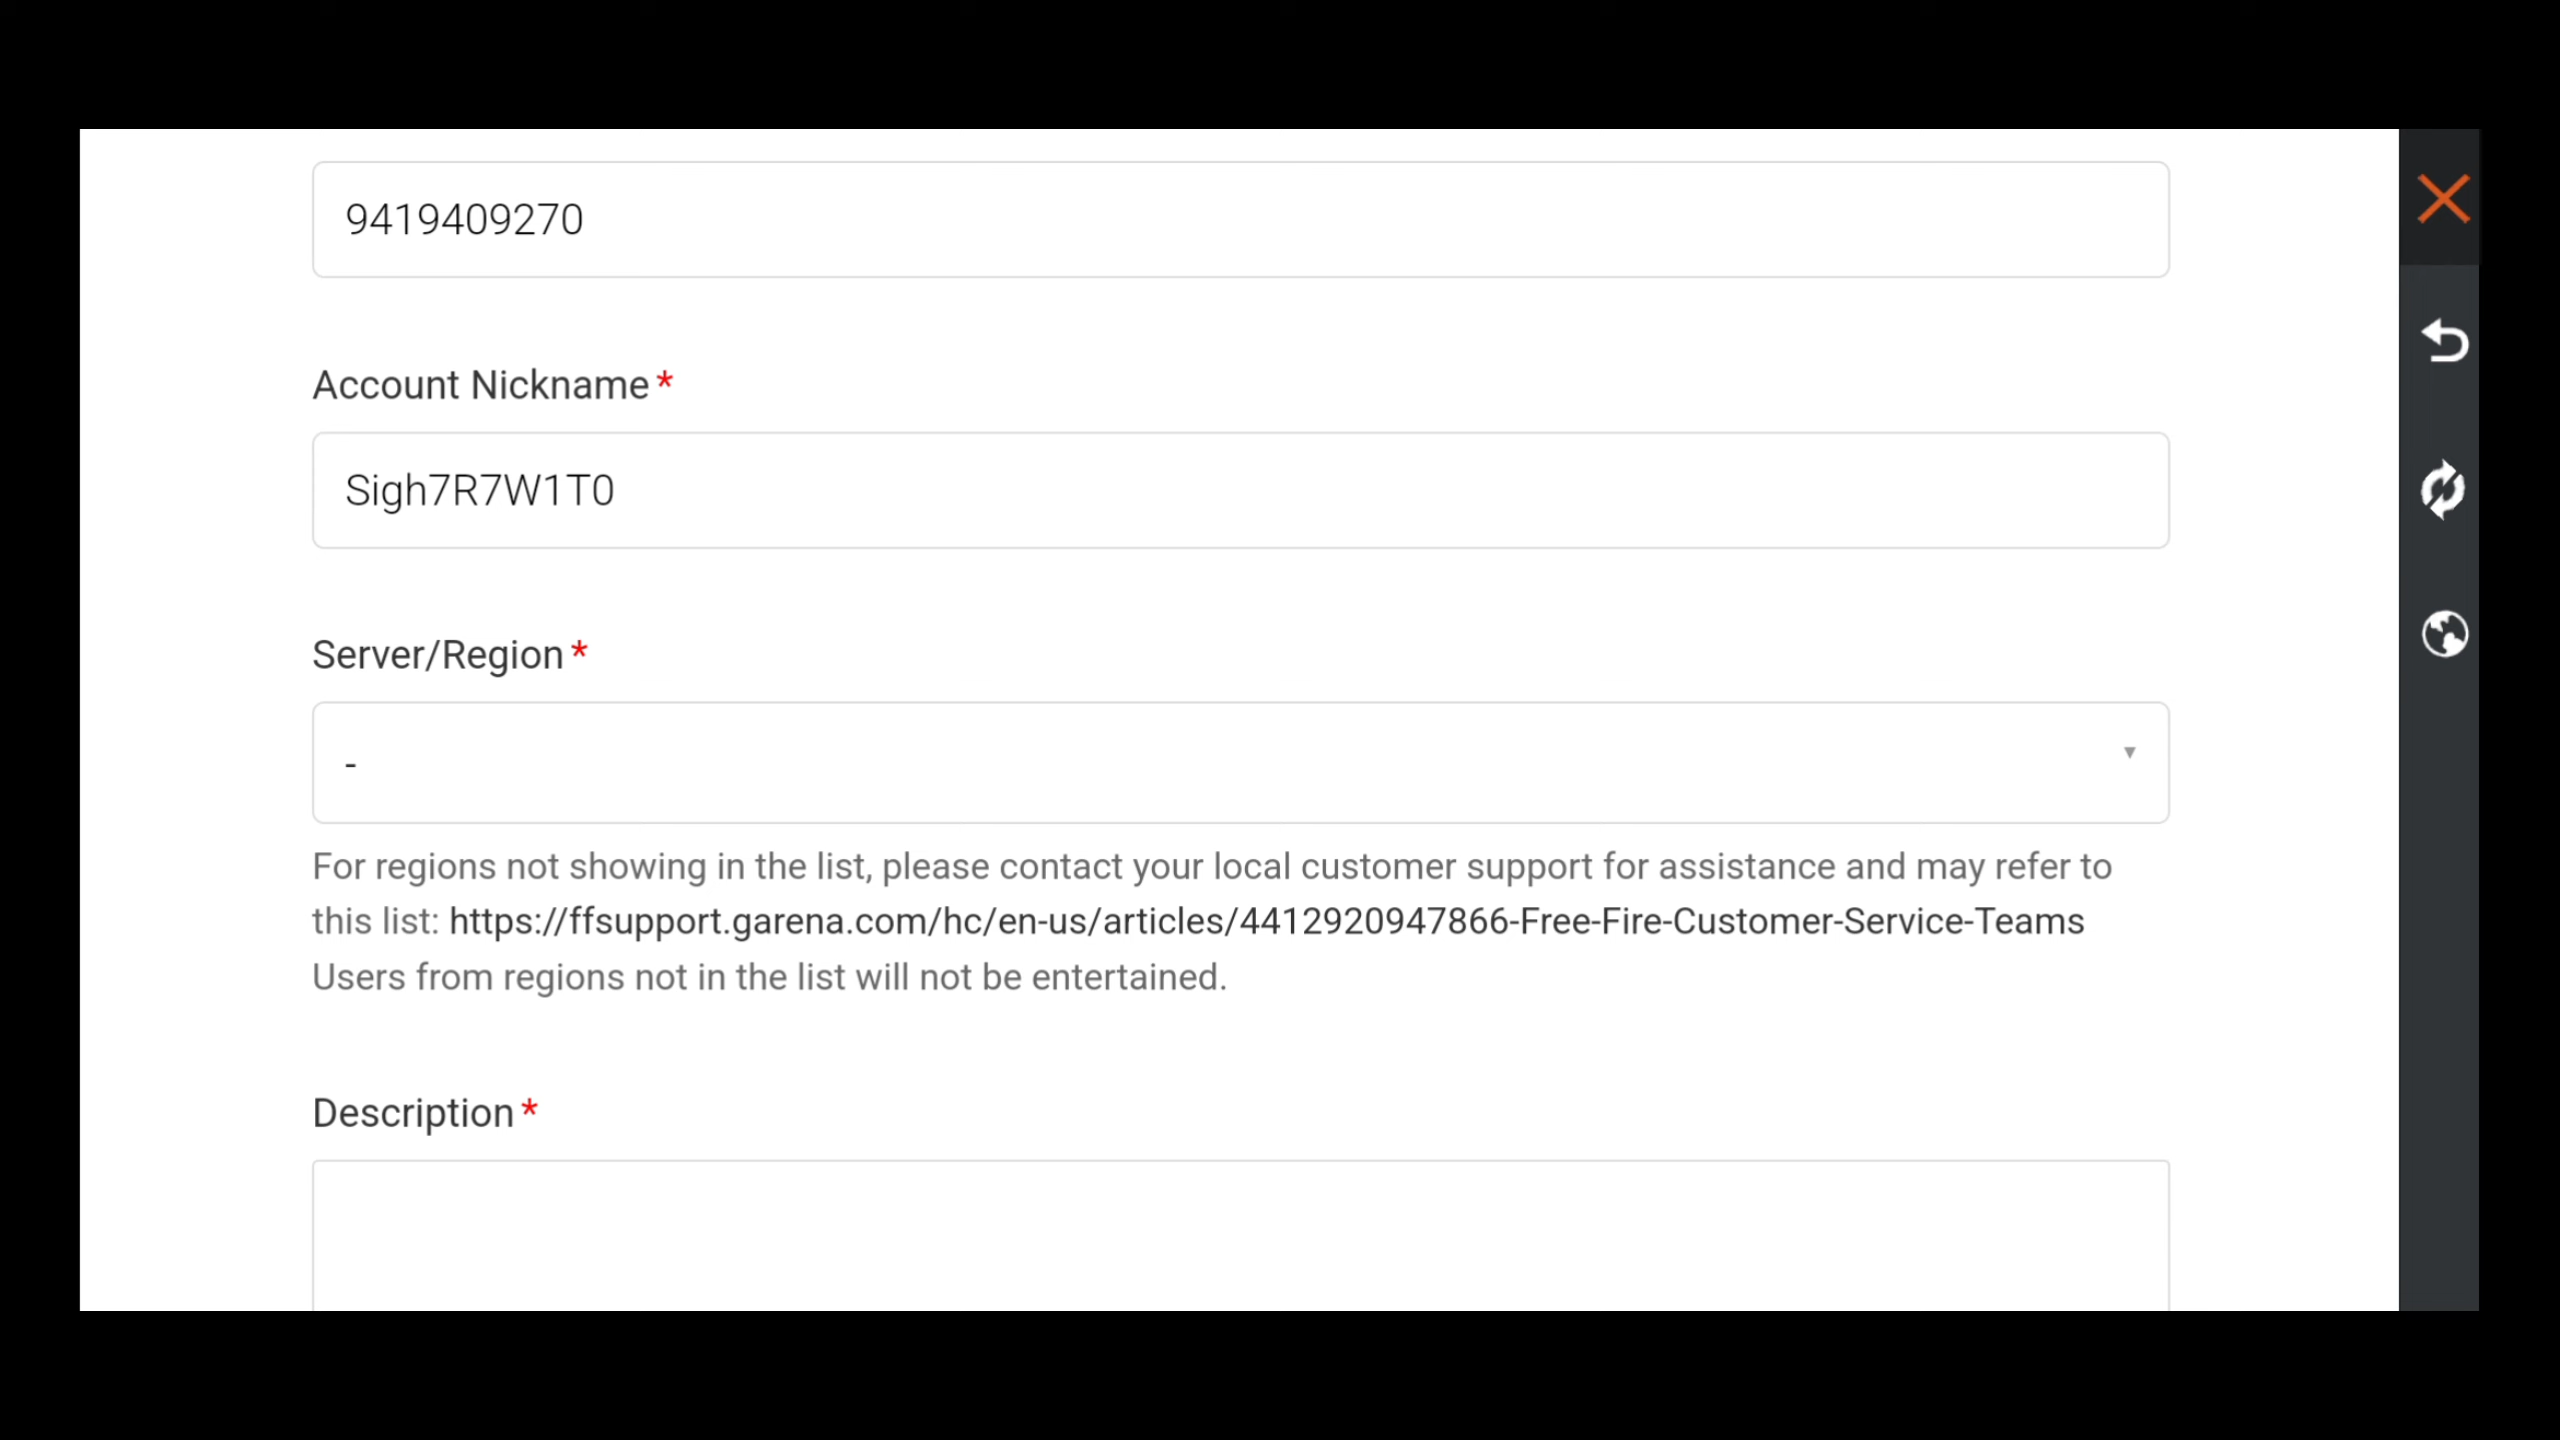 9419409270
Account Nickname*
Sigh7R7W1T0
Server/Region*
-
For regions not showing in the list, please contact your local customer support for assistance and may refer to
this list: https://ffsupport.garena.com/hc/en-us/articles/4412920947866-Free-Fire-Customer-Service-Teams
Users from regions not in the list will not be entertained.
Description*